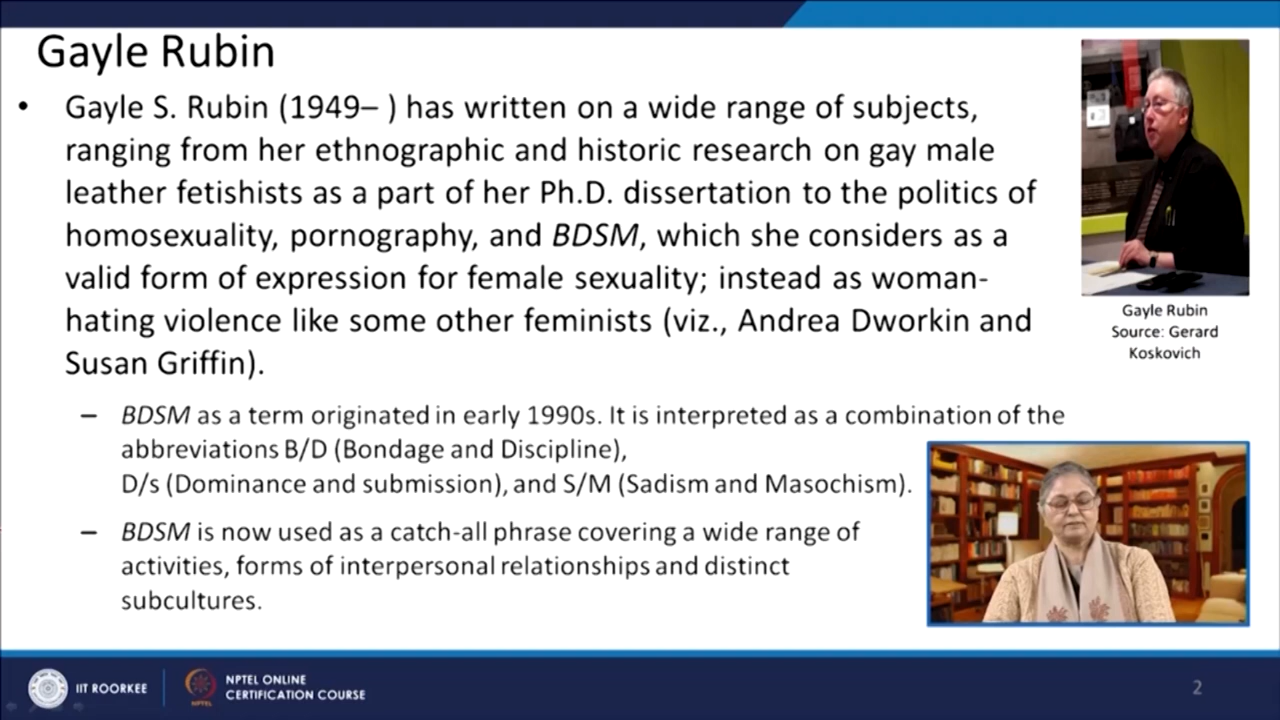 Gayle Rubin
• Gayle S. Rubin (1949– ) has written on a wide range of subjects,
ranging from her ethnographic and historic research on gay male
leather fetishists as a part of her Ph.D. dissertation to the politics of
homosexuality, pornography, and BDSM, which she considers as a
valid form of expression for female sexuality; instead as woman-
hating violence like some other feminists (viz., Andrea Dworkin and
Susan Griffin).
– BDSM as a term originated in early 1990s. It is interpreted as a combination of the
abbreviations B/D (Bondage and Discipline),
D/s (Dominance and submission), and S/M (Sadism and Masochism).
– BDSM is now used as a catch-all phrase covering a wide range of
activities, forms of interpersonal relationships and distinct
subcultures.
Gayle Rubin
Source: Gerard
Koskovich
IIT ROORKEE
NPTEL
NPTEL ONLINE
CERTIFICATION COURSE
2